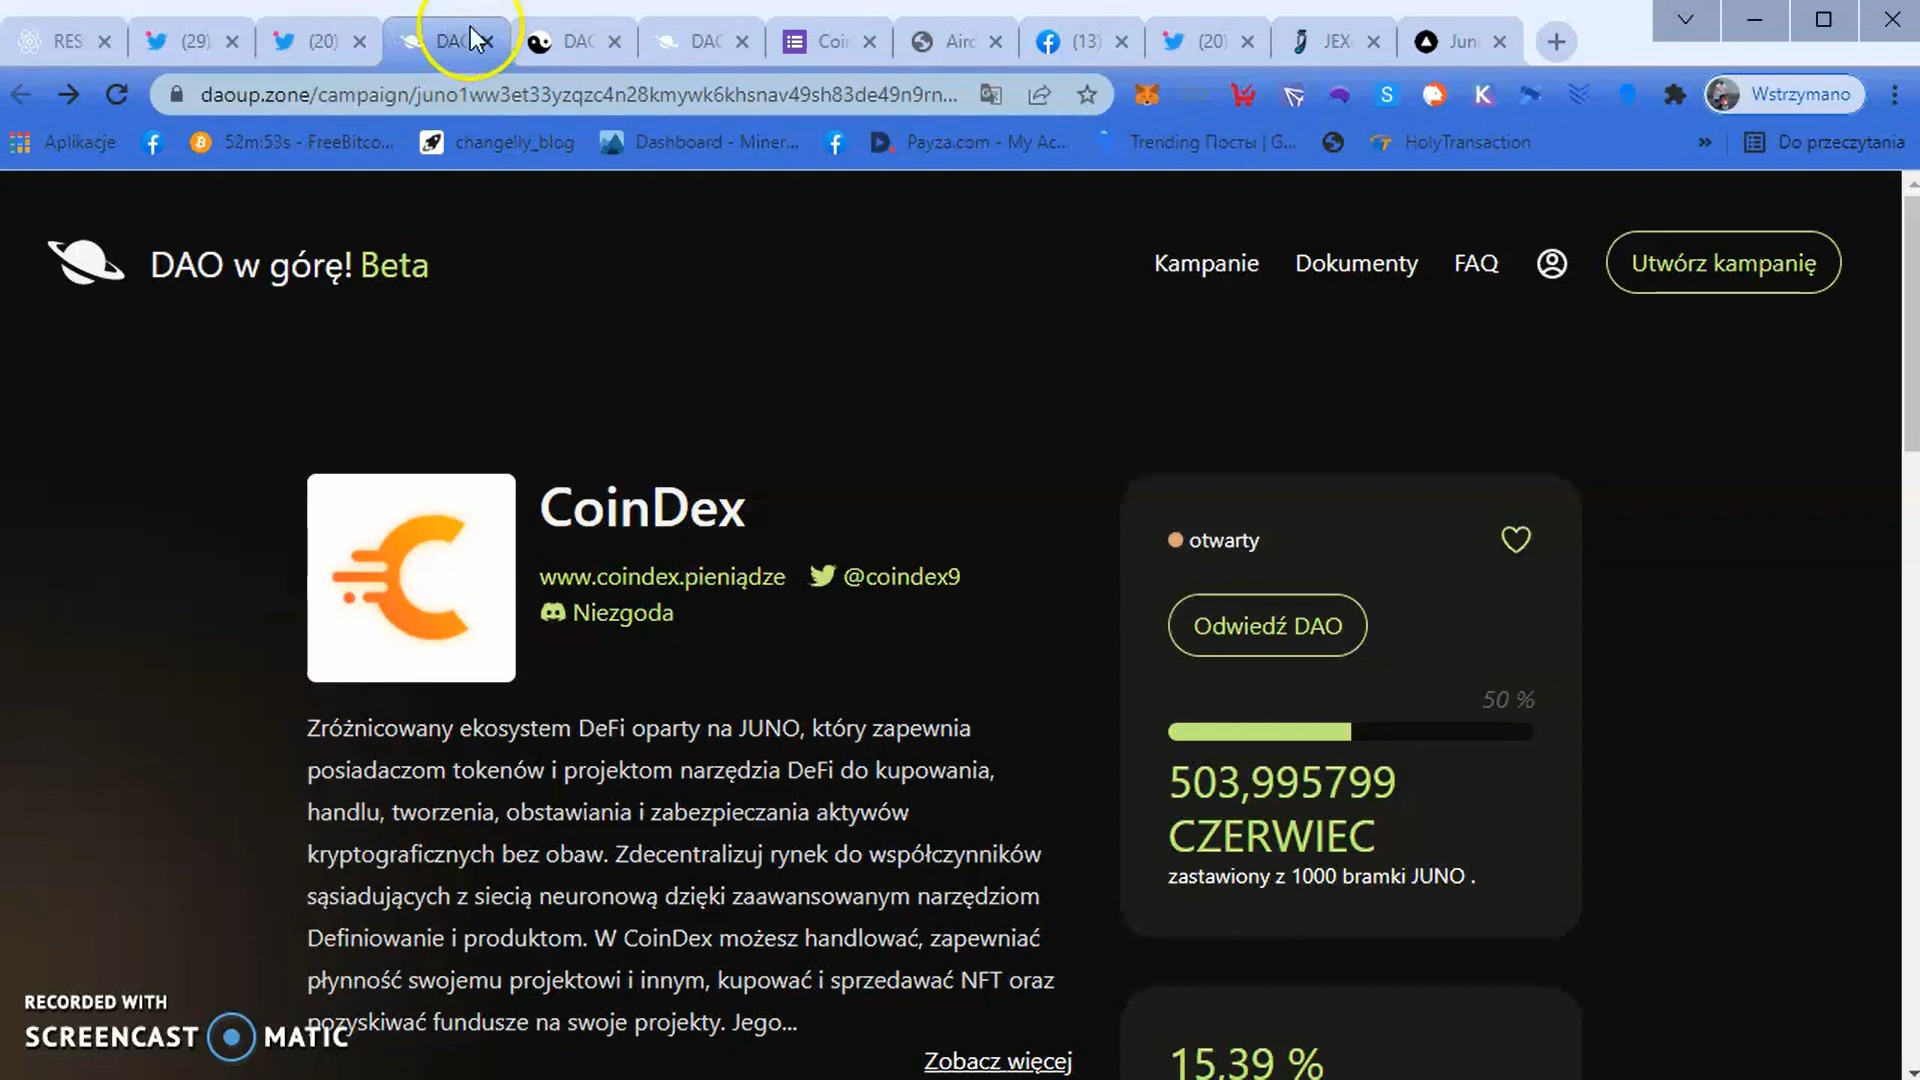 RES
(29)
(20)
DAO
DAO
DAO
Coin
Airc
(13)
(20)
JEX
Jun
daoup.zone/campaign/juno1ww3et33yzqzc4n28kmywk6khsnav49sh83de49n9rn...
Wstrzymano
Aplikacje
52m:53s - FreeBitco...
changelly_blog
Dashboard - Miner...
Payza.com - My Ac...
Trending Посты | G...
HolyTransaction
»
Do przeczytania
DAO w górę! Beta
Kampanie
Dokumenty
FAQ
Utwórz kampanię
CoinDex
www.coindex.pieniądze @coindex9
Niezgoda
Zróżnicowany ekosystem DeFi oparty na JUNO, który zapewnia
posiadaczom tokenów i projektom narzędzia DeFi do kupowania,
handlu, tworzenia, obstawiania i zabezpieczania aktywów
kryptograficznych bez obaw. Zdecentralizuj rynek do współczynników
sąsiadujących z siecią neuronową dzięki zaawansowanym narzędziom
Definiowanie i produktom. W CoinDex możesz handlować, zapewniać
płynność swojemu projektowi i innym, kupować i sprzedawać NFT oraz
pozyskiwać fundusze na swoje projekty. Jego...
Zobacz więcej
otwarty
Odwiedź DAO
50 %
503,995799
CZERWIEC
zastawiony z 1000 bramki JUNO .
15,39 %
RECORDED WITH
SCREENCAST MATIC